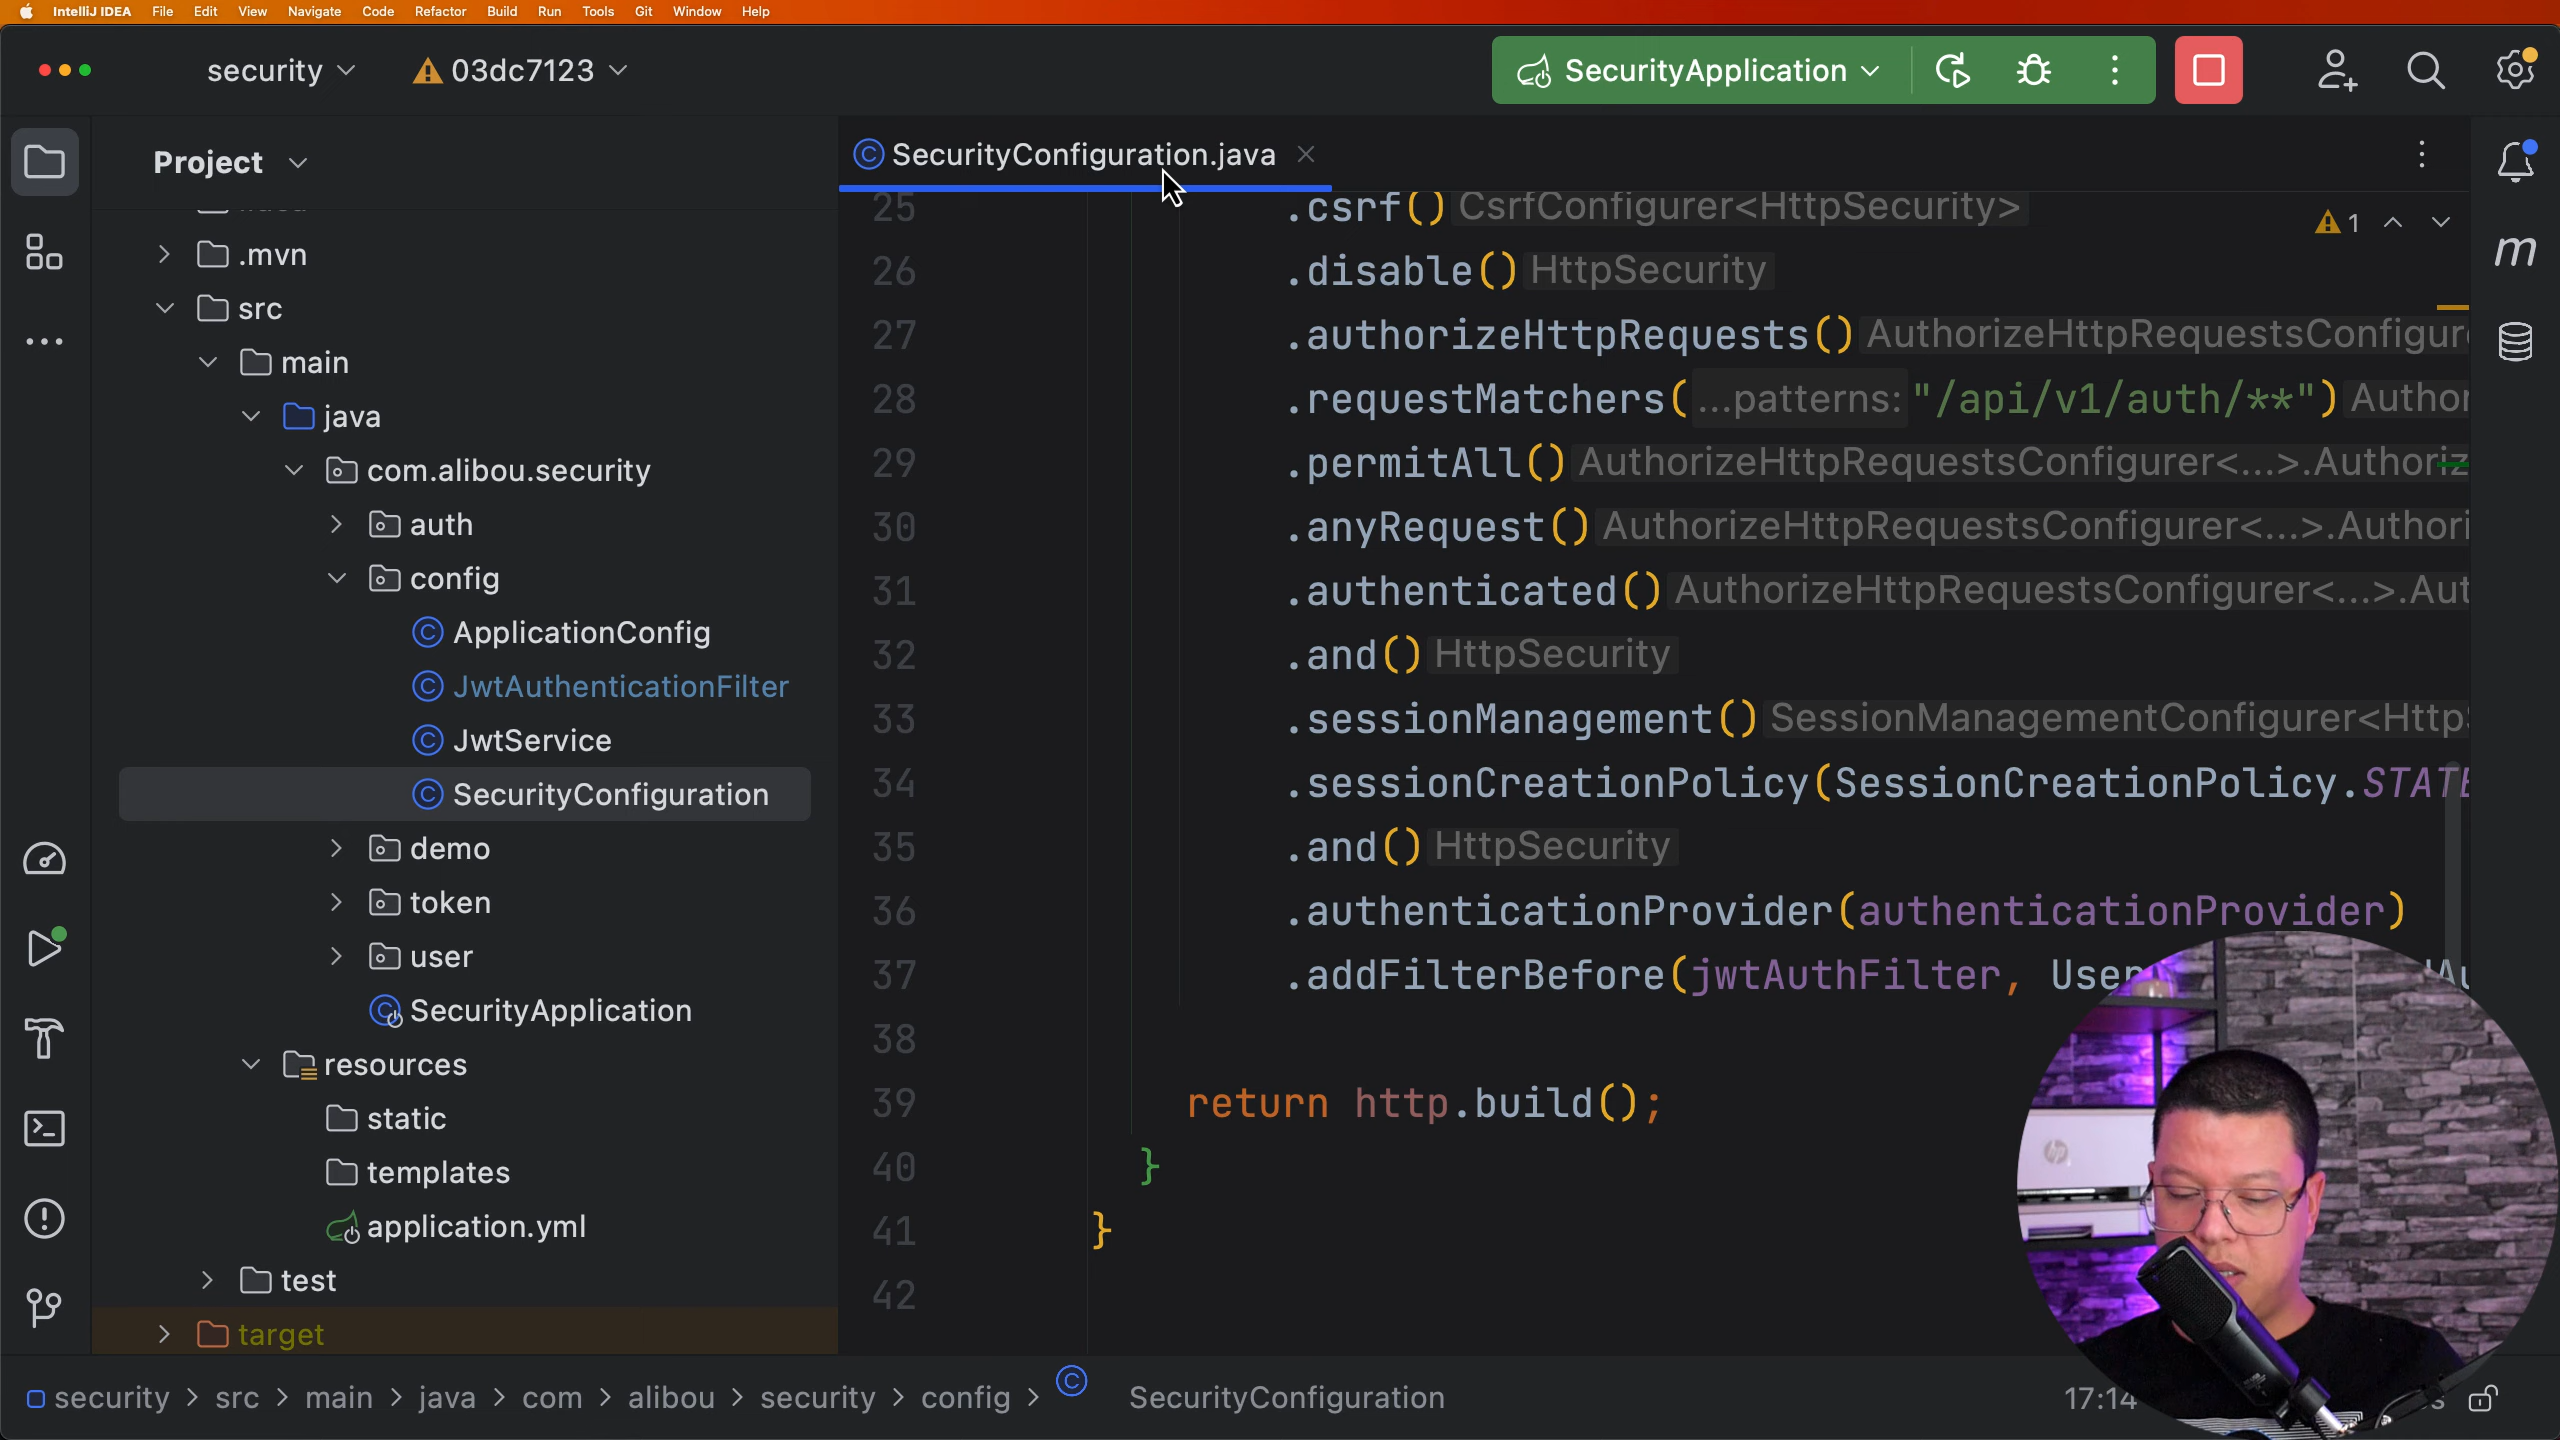 IntelliJ IDEA File Edit View Navigate Code Refactor Build Run Tools Git Window Help
security 03dc7123 SecurityApplication
Project
.mvn
src
main
java
com.alibou.security
auth
config
ApplicationConfig
JwtAuthenticationFilter
JwtService
SecurityConfiguration
demo
token
user
SecurityApplication
resources
static
templates
application.yml
test
target
SecurityConfiguration.java
1
25 .csrf() CsrfConfigurer<HttpSecurity>
26 .disable() HttpSecurity
27 .authorizeHttpRequests() AuthorizeHttpRequestsConfigur
28 .requestMatchers( ...patterns: "/api/v1/auth/**") Author
29 .permitAll() AuthorizeHttpRequestsConfigurer<...>.Authoriz
30 .anyRequest() AuthorizeHttpRequestsConfigurer<...>.Authori
31 .authenticated() AuthorizeHttpRequestsConfigurer<...>.Aut
32 .and() HttpSecurity
33 .sessionManagement() SessionManagementConfigurer<Http
34 .sessionCreationPolicy(SessionCreationPolicy.STATE
35 .and() HttpSecurity
36 .authenticationProvider(authenticationProvider)
37 .addFilterBefore(jwtAuthFilter, User
38
39 return http.build();
40 }
41 }
42
security > src > main > java > com > alibou > security > config > SecurityConfiguration
17:14
m
hp